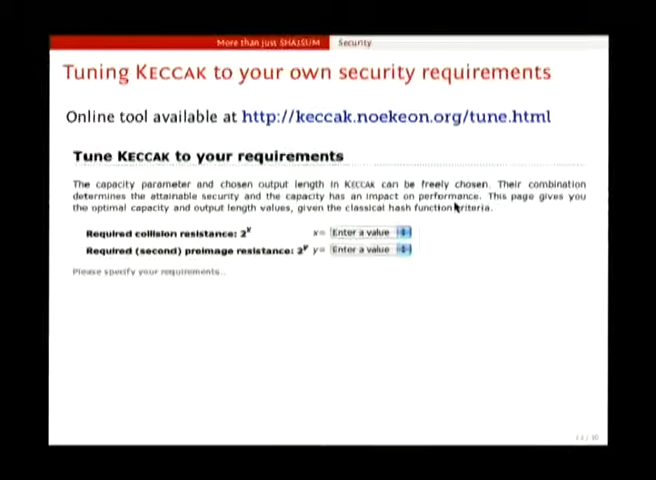 More than just SHA3SUM Security
Tuning KECCAK to your own security requirements
Online tool available at http://keccak.noekeon.org/tune.html
Tune KECCAK to your requirements
The capacity parameter and chosen output length in KECCAK can be freely chosen. Their combination
determines the attainable security and the capacity has an impact on performance. This page gives you
the optimal capacity and output length values, given the classical hash function criteria.
Required collision resistance: 2^x x= Enter a value
Required (second) preimage resistance: 2^y y= Enter a value
Please specify your requirements...